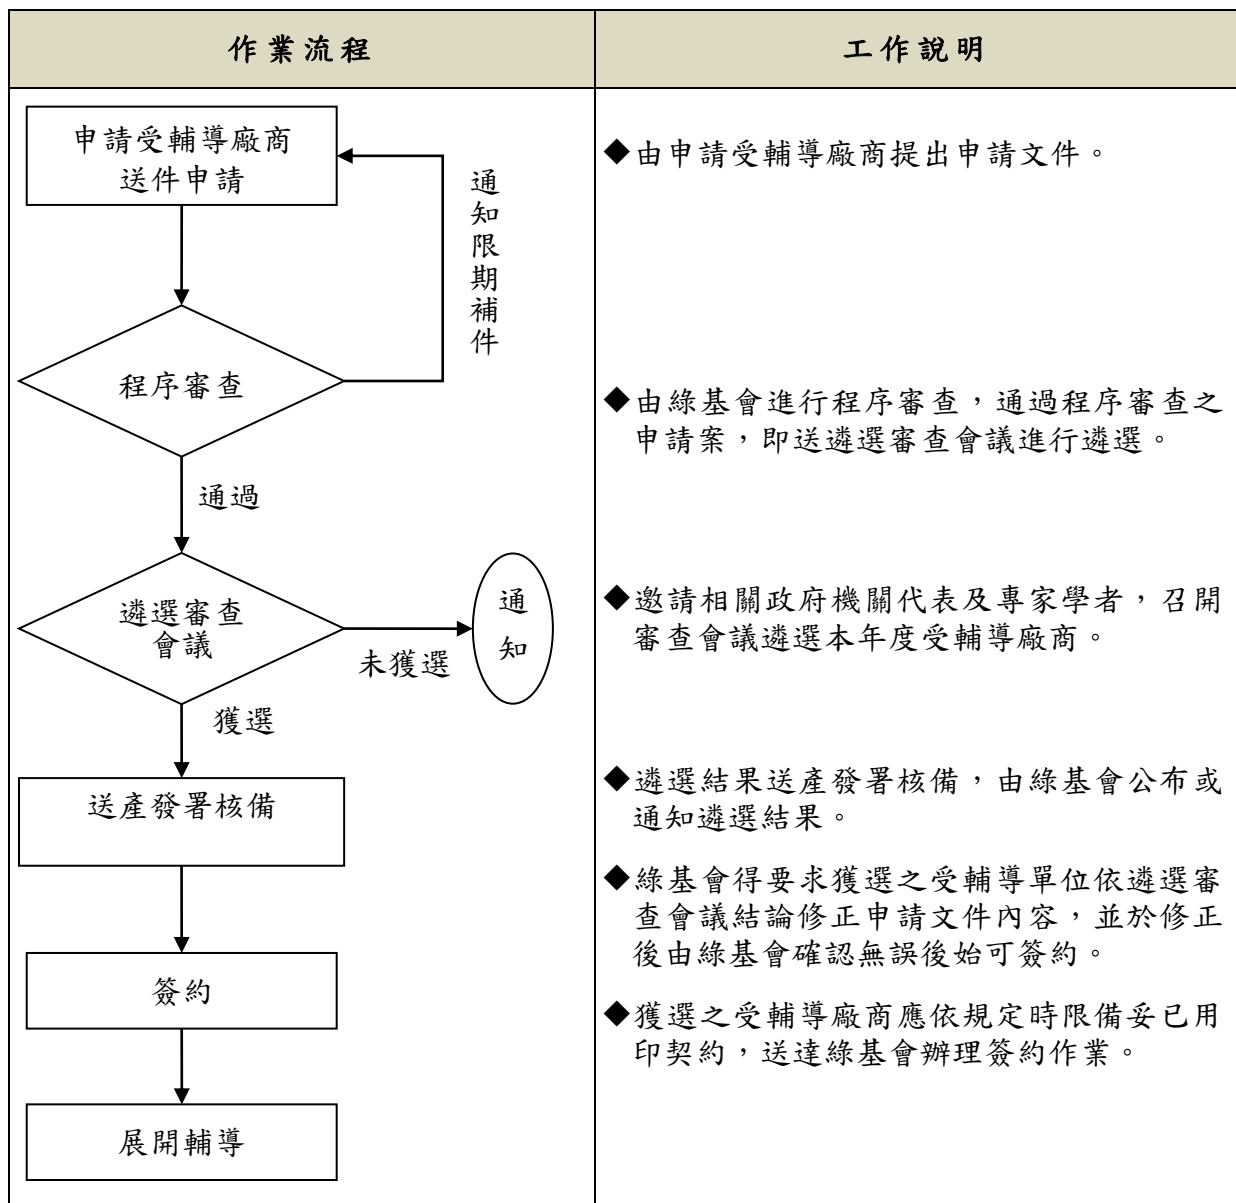 作業流程
工作說明
申請受輔導廠商
送件申請
通知限期補件
程序審查
通過
遴選審查
會議
未獲選
通知
獲選
送產發署核備
簽約
展開輔導
◆由申請受輔導廠商提出申請文件。
◆由綠基會進行程序審查，通過程序審查之
申請案，即送遴選審查會議進行遴選。
◆邀請相關政府機關代表及專家學者，召開
審查會議遴選本年度受輔導廠商。
◆遴選結果送產發署核備，由綠基會公布或
通知遴選結果。
◆綠基會得要求獲選之受輔導單位依遴選審
查會議結論修正申請文件內容，並於修正
後由綠基會確認無誤後始可簽約。
◆獲選之受輔導廠商應依規定時限備妥已用
印契約，送達綠基會辦理簽約作業。